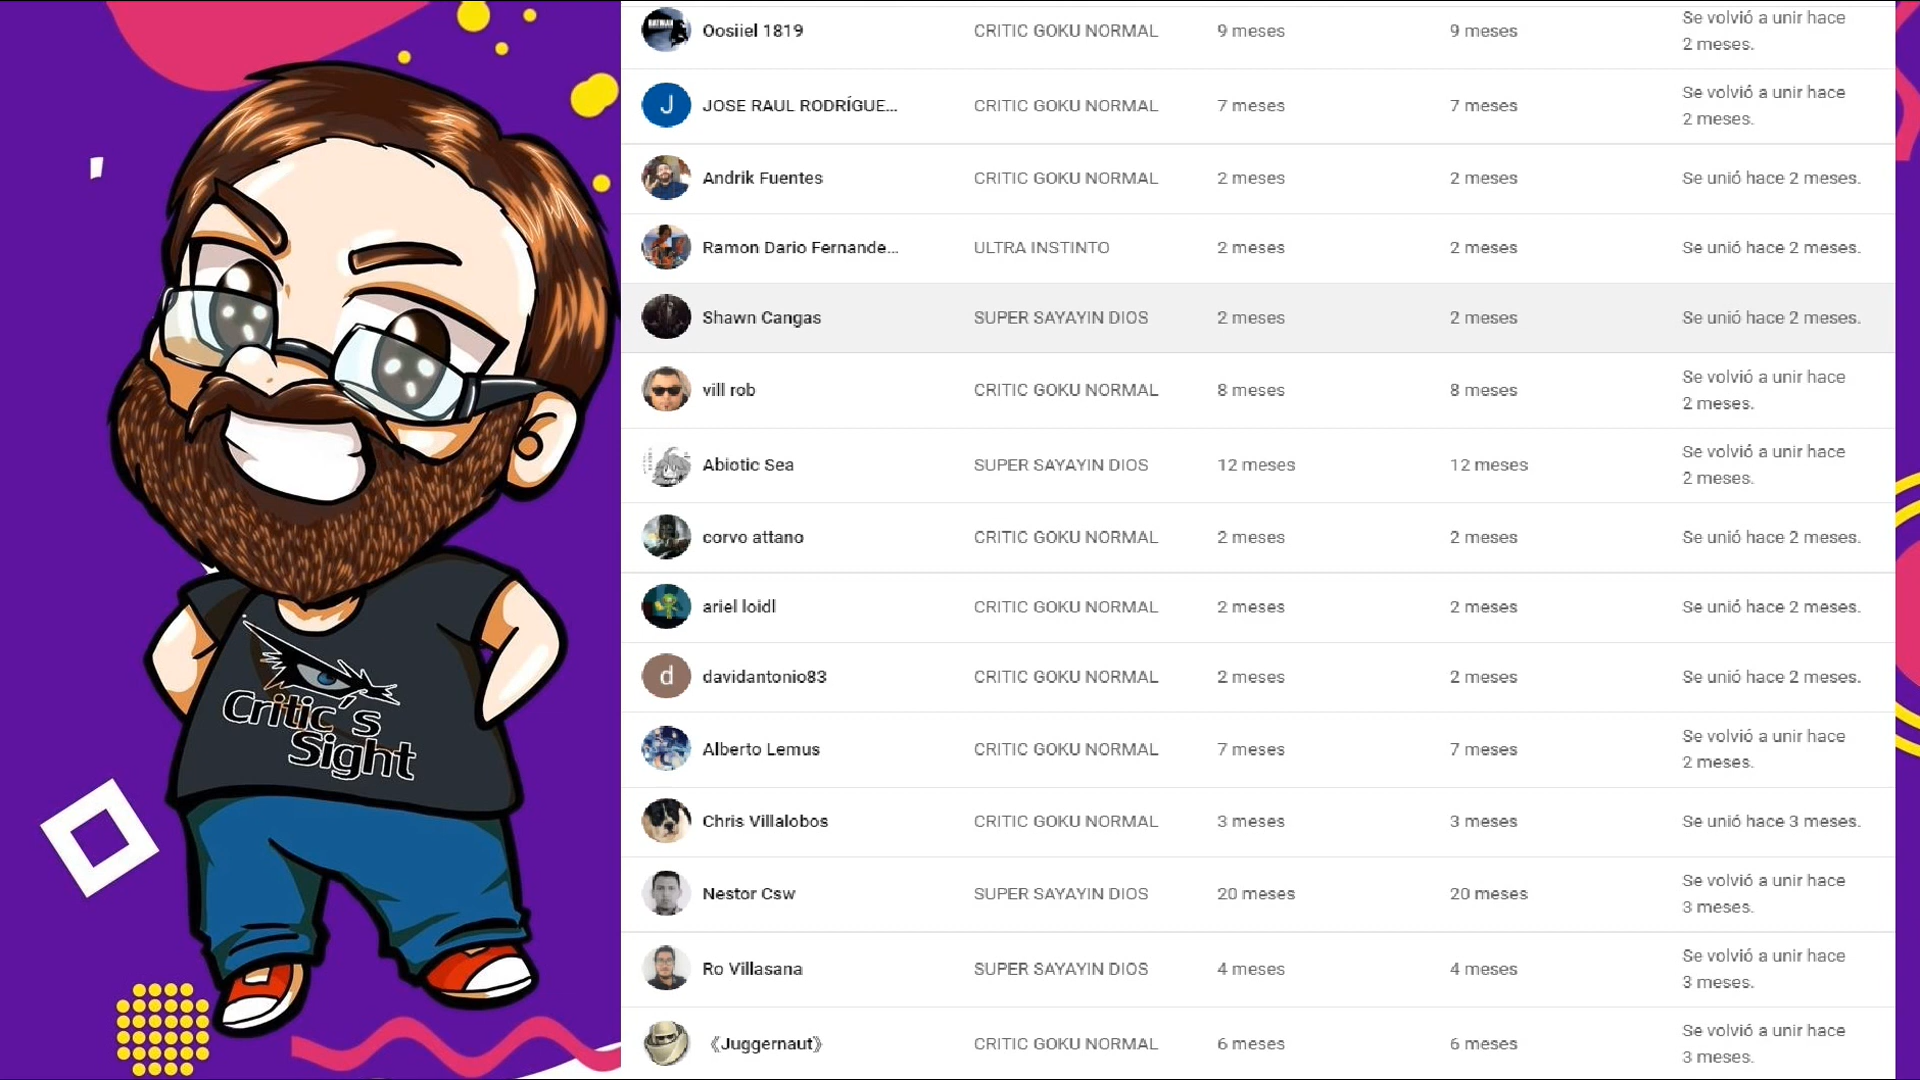 Oosiiel 1819 CRITIC GOKU NORMAL 9 meses 9 meses Se volvió a unir hace
2 meses.
J JOSE RAUL RODRÍGUE... CRITIC GOKU NORMAL 7 meses 7 meses Se volvió a unir hace
2 meses.
Andrik Fuentes CRITIC GOKU NORMAL 2 meses 2 meses Se unió hace 2 meses.
Ramon Dario Fernande... ULTRA INSTINTO 2 meses 2 meses Se unió hace 2 meses.
Shawn Cangas SUPER SAYAYIN DIOS 2 meses 2 meses Se unió hace 2 meses.
vill rob CRITIC GOKU NORMAL 8 meses 8 meses Se volvió a unir hace
2 meses.
Abiotic Sea SUPER SAYAYIN DIOS 12 meses 12 meses Se volvió a unir hace
2 meses.
corvo attano CRITIC GOKU NORMAL 2 meses 2 meses Se unió hace 2 meses.
ariel loidl CRITIC GOKU NORMAL 2 meses 2 meses Se unió hace 2 meses.
d davidantonio83 CRITIC GOKU NORMAL 2 meses 2 meses Se unió hace 2 meses.
Alberto Lemus CRITIC GOKU NORMAL 7 meses 7 meses Se volvió a unir hace
2 meses.
Chris Villalobos CRITIC GOKU NORMAL 3 meses 3 meses Se unió hace 3 meses.
Nestor Csw SUPER SAYAYIN DIOS 20 meses 20 meses Se volvió a unir hace
3 meses.
Ro Villasana SUPER SAYAYIN DIOS 4 meses 4 meses Se volvió a unir hace
3 meses.
《Juggernaut》 CRITIC GOKU NORMAL 6 meses 6 meses Se volvió a unir hace
3 meses.
Critic's
Sight